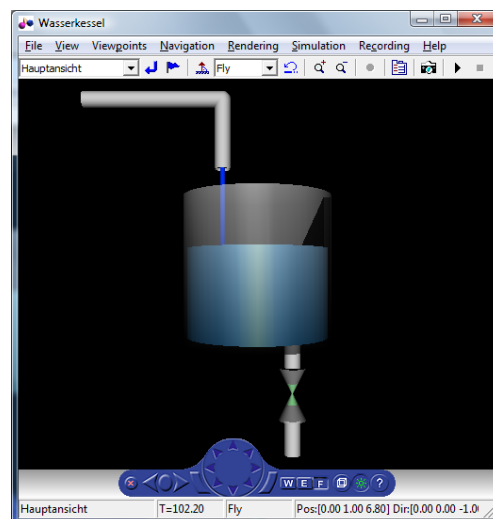 Wasserkessel
File View Viewpoints Navigation Rendering Simulation Recording Help
Hauptansicht Fly
W E F ?
Hauptansicht T=102.20 Fly Pos:[0.00 1.00 6.80] Dir:[0.00 0.00 -1.0